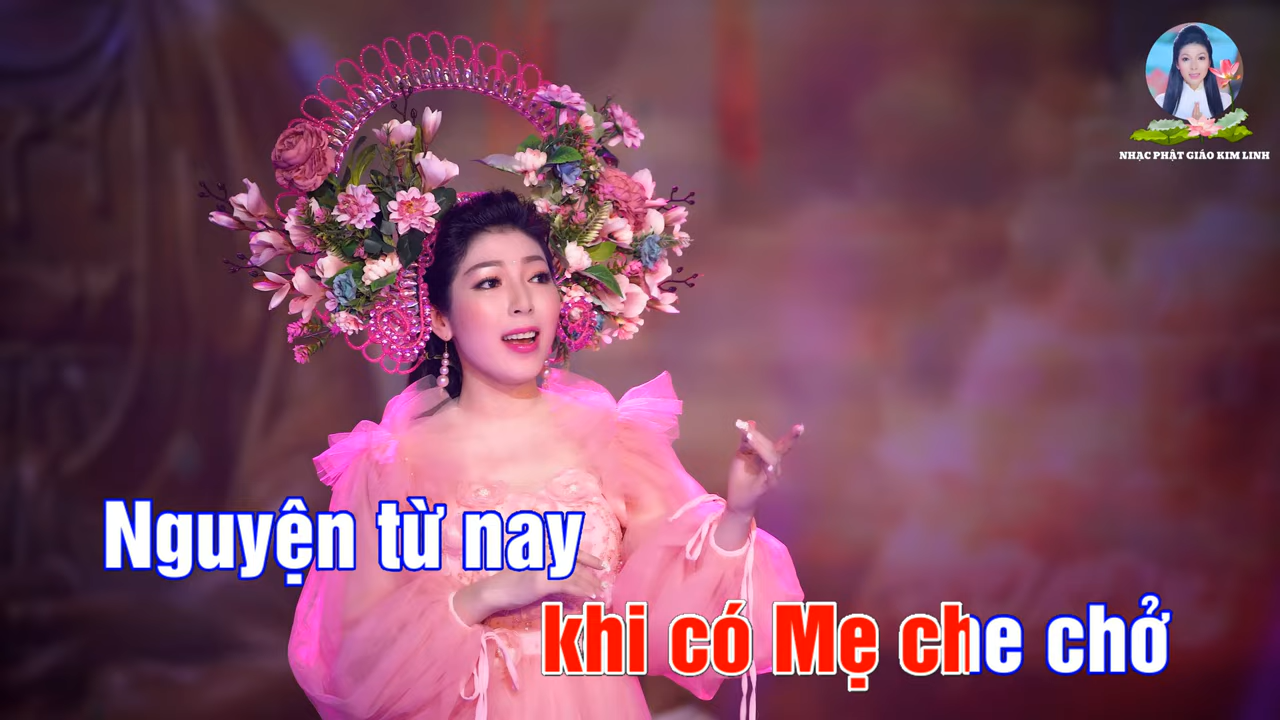 NHẠC PHẬT GIÁO KIM LINH
Nguyện từ nay
khi có Mẹ che chở